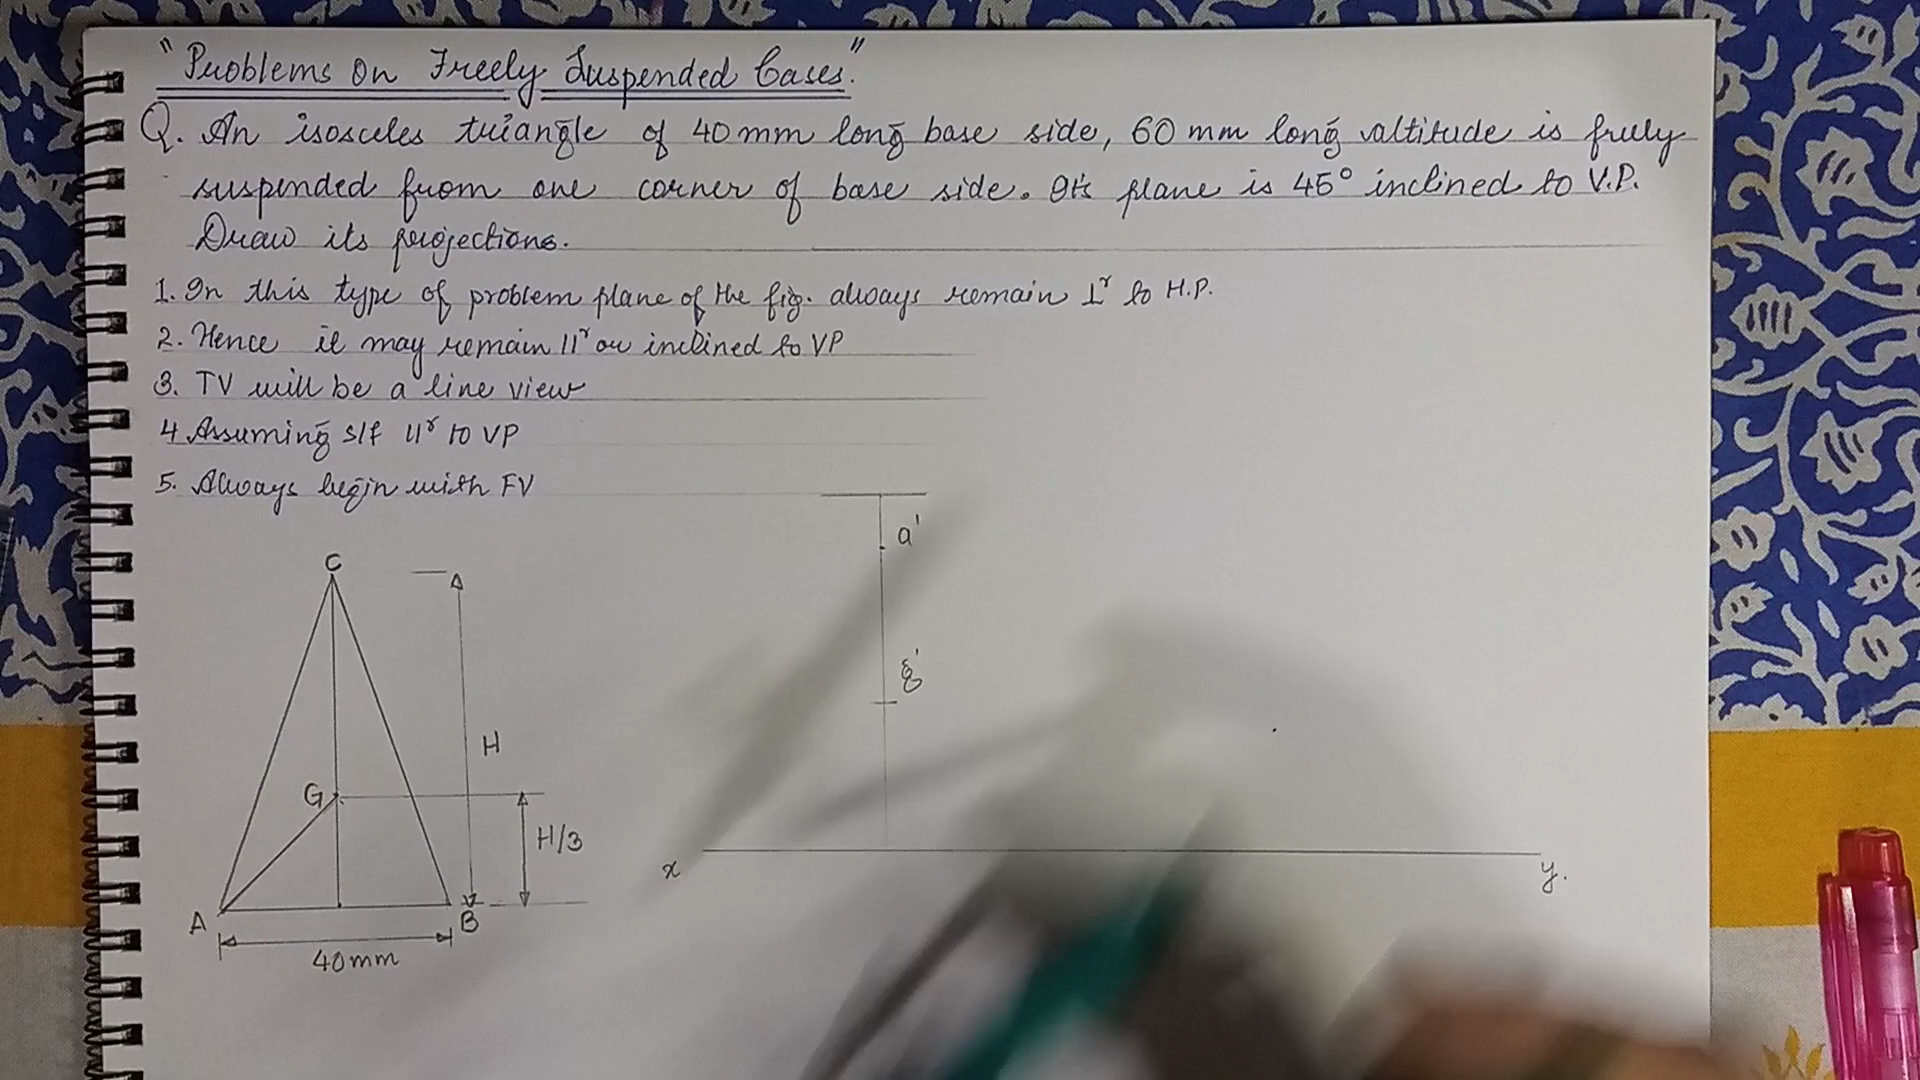 "Problems On Freely Suspended Cases."
Q. An isosceles triangle of 40 mm long base side, 60 mm long altitude is freely
suspended from one corner of base side. It's plane is 45° inclined to V.P.
Draw its projections.
1. In this type of problem plane of the fig. always remain ⊥r to H.P.
2. Hence it may remain 11r or inclined to VP
3. TV will be a line view
4 Assuming s/f 11r to VP
5. Always begin with FV
a'
C
g'
H
G
H/3
x
y.
A
B
40mm